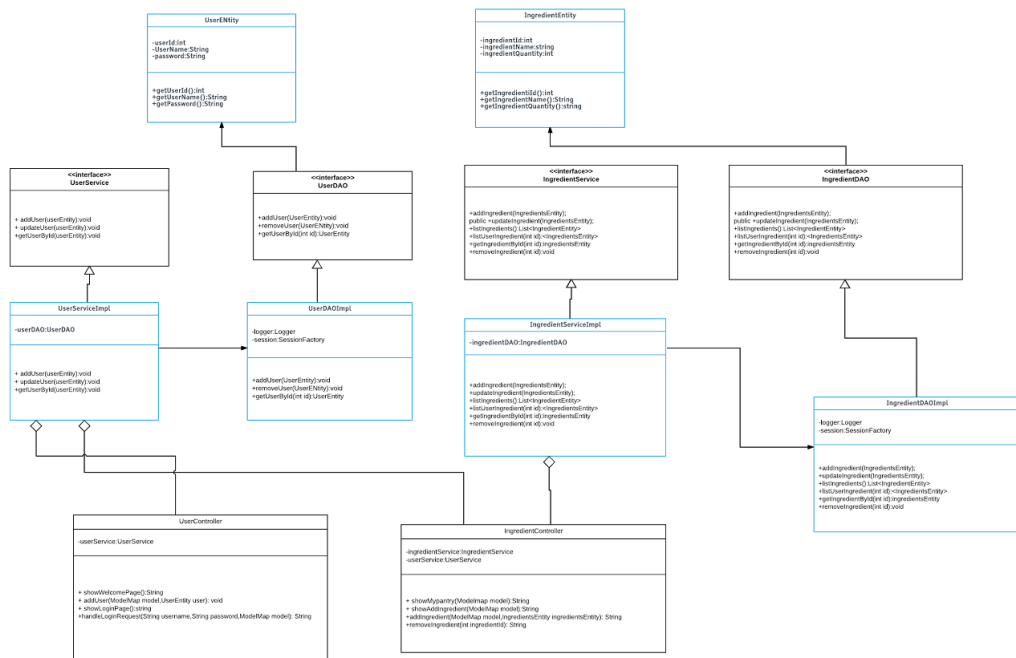 UserENtity
-userId:int
-UserName:String
-password:String
+getUserId():int
+getUserName():String
+getPassword():String
IngredientEntity
-ingredientId:int
-ingredientName:string
-ingredientQuantity:int
+getIngredientiId():int
+getIngredientName():String
+getIngredientQuantity():string
<<interface>>
UserService
+ addUser(userEntity):void
+ updateUser(userEntity):void
+getUserById(userEntity):void
<<interface>>
UserDAO
+addUser(UserEntity):void
+removeUser(UserENtity):void
+getUserById(int id):UserEntity
<<interface>>
IngredientService
+addIngredient(IngredientsEntity);
public +updateIngredient(IngredientsEntity);
+listIngredients():List<IngredientEntity>
+listUserIngredient(int id):<IngredientsEntity>
+getIngredientById(int id):ingredientsEntity
+removeIngredient(int id):void
<<interface>>
IngredientDAO
+addIngredient(IngredientsEntity);
public +updateIngredient(IngredientsEntity);
+listIngredients():List<IngredientEntity>
+listUserIngredient(int id):<IngredientsEntity>
+getIngredientById(int id):ingredientsEntity
+removeIngredient(int id):void
UserServiceImpl
-userDAO:UserDAO
+ addUser(userEntity):void
+ updateUser(userEntity):void
+getUserById(userEntity):void
UserDAOImpl
-logger:Logger
-session:SessionFactory
+addUser(UserEntity):void
+removeUser(UserENtity):void
+getUserById(int id):UserEntity
IngredientServiceImpl
-ingredientDAO:IngredientDAO
+addIngredient(IngredientsEntity);
+updateIngredient(IngredientsEntity);
+listIngredients():List<IngredientEntity>
+listUserIngredient(int id):<IngredientsEntity>
+getIngredientById(int id):ingredientsEntity
+removeIngredient(int id):void
IngredientDAOImpl
-logger:Logger
-session:SessionFactory
+addIngredient(IngredientsEntity);
+updateIngredient(IngredientsEntity);
+listIngredients():List<IngredientEntity>
+listUserIngredient(int id):<IngredientsEntity>
+getIngredientById(int id):ingredientsEntity
+removeIngredient(int id):void
UserController
-userService:UserService
+ showWelcomePage():String
+ addUser(ModelMap model,UserEntity user): void
+ showLoginPage():string
+handleLoginRequest(String username,String password,ModelMap model): String
IngredientController
-ingredientService:IngredientService
-userService:UserService
+ showMypantry(Modelmap model):String
+ showAddIngredient(ModelMap model):String
+addIngredient(ModelMap model,IngredientsEntity ingredientsEntity): String
+removeIngredient(int ingredientId): String